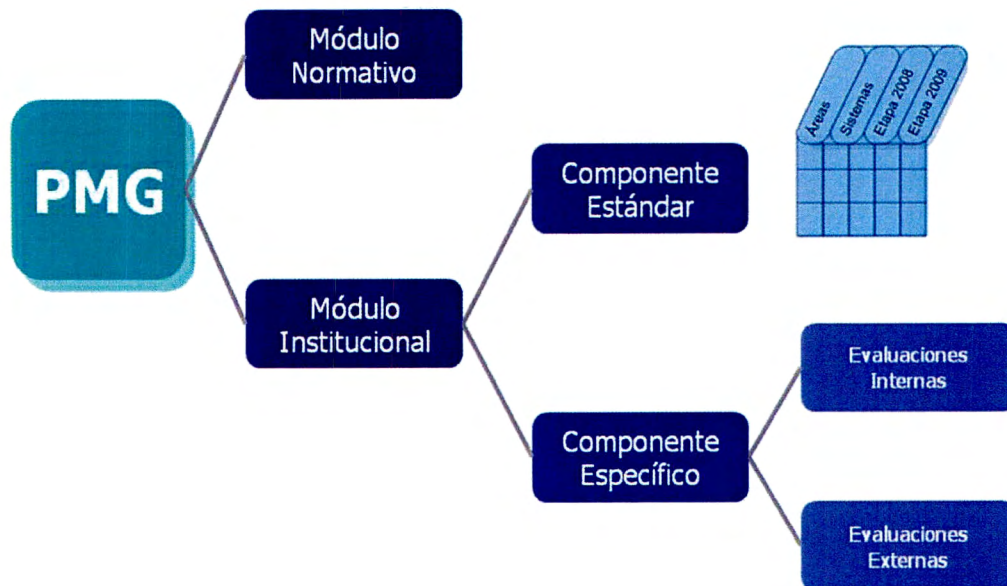 PMG
Módulo
Normativo
Módulo
Institucional
Componente
Estándar
Áreas
Sistemas
Etapa 2008
Etapa 2009
Componente
Específico
Evaluaciones
Internas
Evaluaciones
Externas